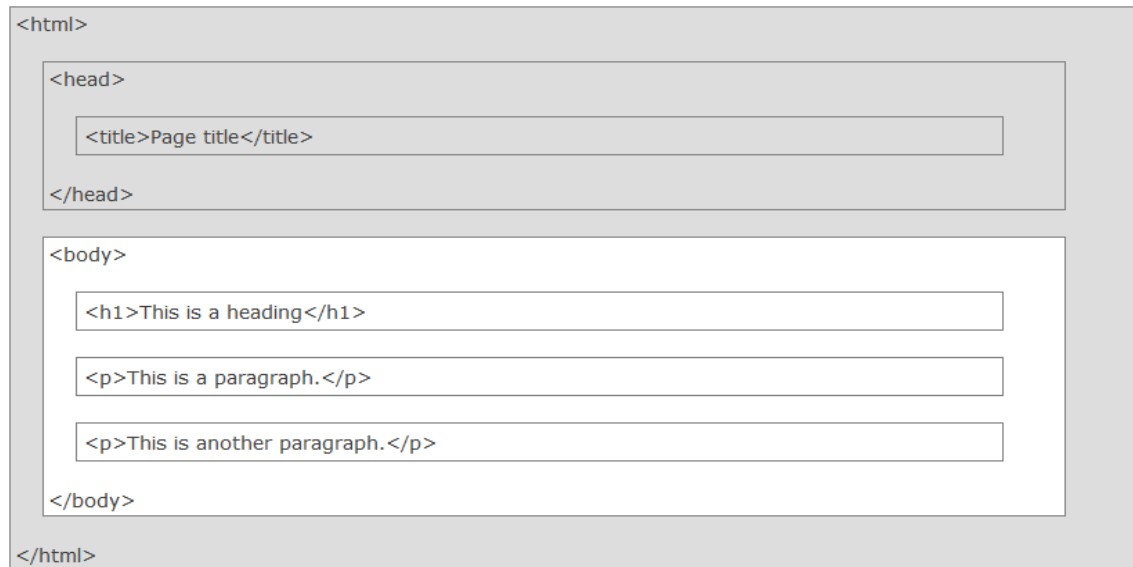 <html>
<head>
<title>Page title</title>
</head>
<body>
<h1>This is a heading</h1>
<p>This is a paragraph.</p>
<p>This is another paragraph.</p>
</body>
</html>